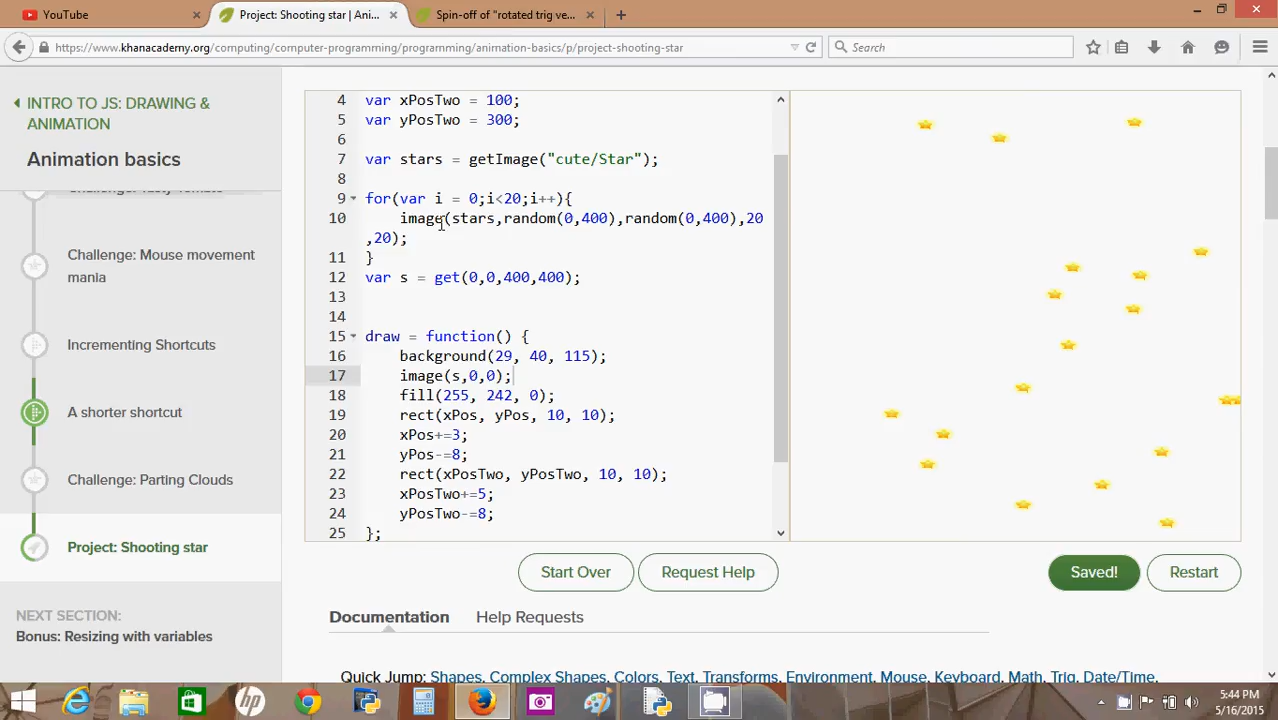 YouTube
Project: Shooting star | Ani...
Spin-off of "rotated trig ve...
https://www.khanacademy.org/computing/computer-programming/programming/animation-basics/p/project-shooting-star
Search
INTRO TO JS: DRAWING &
ANIMATION
Animation basics
Challenge: Mouse movement
mania
Incrementing Shortcuts
A shorter shortcut
Challenge: Parting Clouds
Project: Shooting star
NEXT SECTION:
Bonus: Resizing with variables
4 var xPosTwo = 100;
5 var yPosTwo = 300;
6
7 var stars = getImage("cute/Star");
8
9 for(var i = 0;i<20;i++){
10 image(stars,random(0,400),random(0,400),20
,20);
11 }
12 var s = get(0,0,400,400);
13
14
15 draw = function() {
16 background(29, 40, 115);
17 image(s,0,0);
18 fill(255, 242, 0);
19 rect(xPos, yPos, 10, 10);
20 xPos+=3;
21 yPos-=8;
22 rect(xPosTwo, yPosTwo, 10, 10);
23 xPosTwo+=5;
24 yPosTwo-=8;
25 };
Start Over
Request Help
Saved!
Restart
Documentation
Help Requests
Quick Jump: Shapes, Complex Shapes, Colors, Text, Transforms, Environment, Mouse, Keyboard, Math, Trig, Date/Time,
hp
5:44 PM
5/16/2015